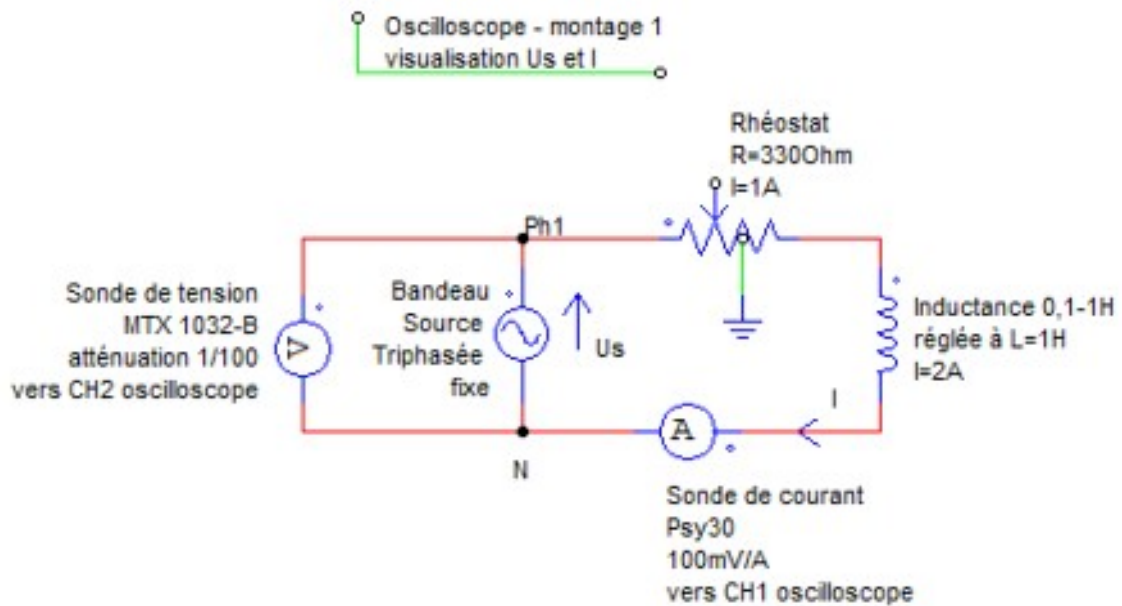 Oscilloscope - montage 1
visualisation Us et I
Rhéostat
R=330Ohm
I=1A
Ph1
Sonde de tension
MTX 1032-B
atténuation 1/100
vers CH2 oscilloscope
V
Bandeau
Source
Triphasée
fixe
Us
Inductance 0,1-1H
réglée à L=1H
I=2A
I
A
N
Sonde de courant
Psy30
100mV/A
vers CH1 oscilloscope